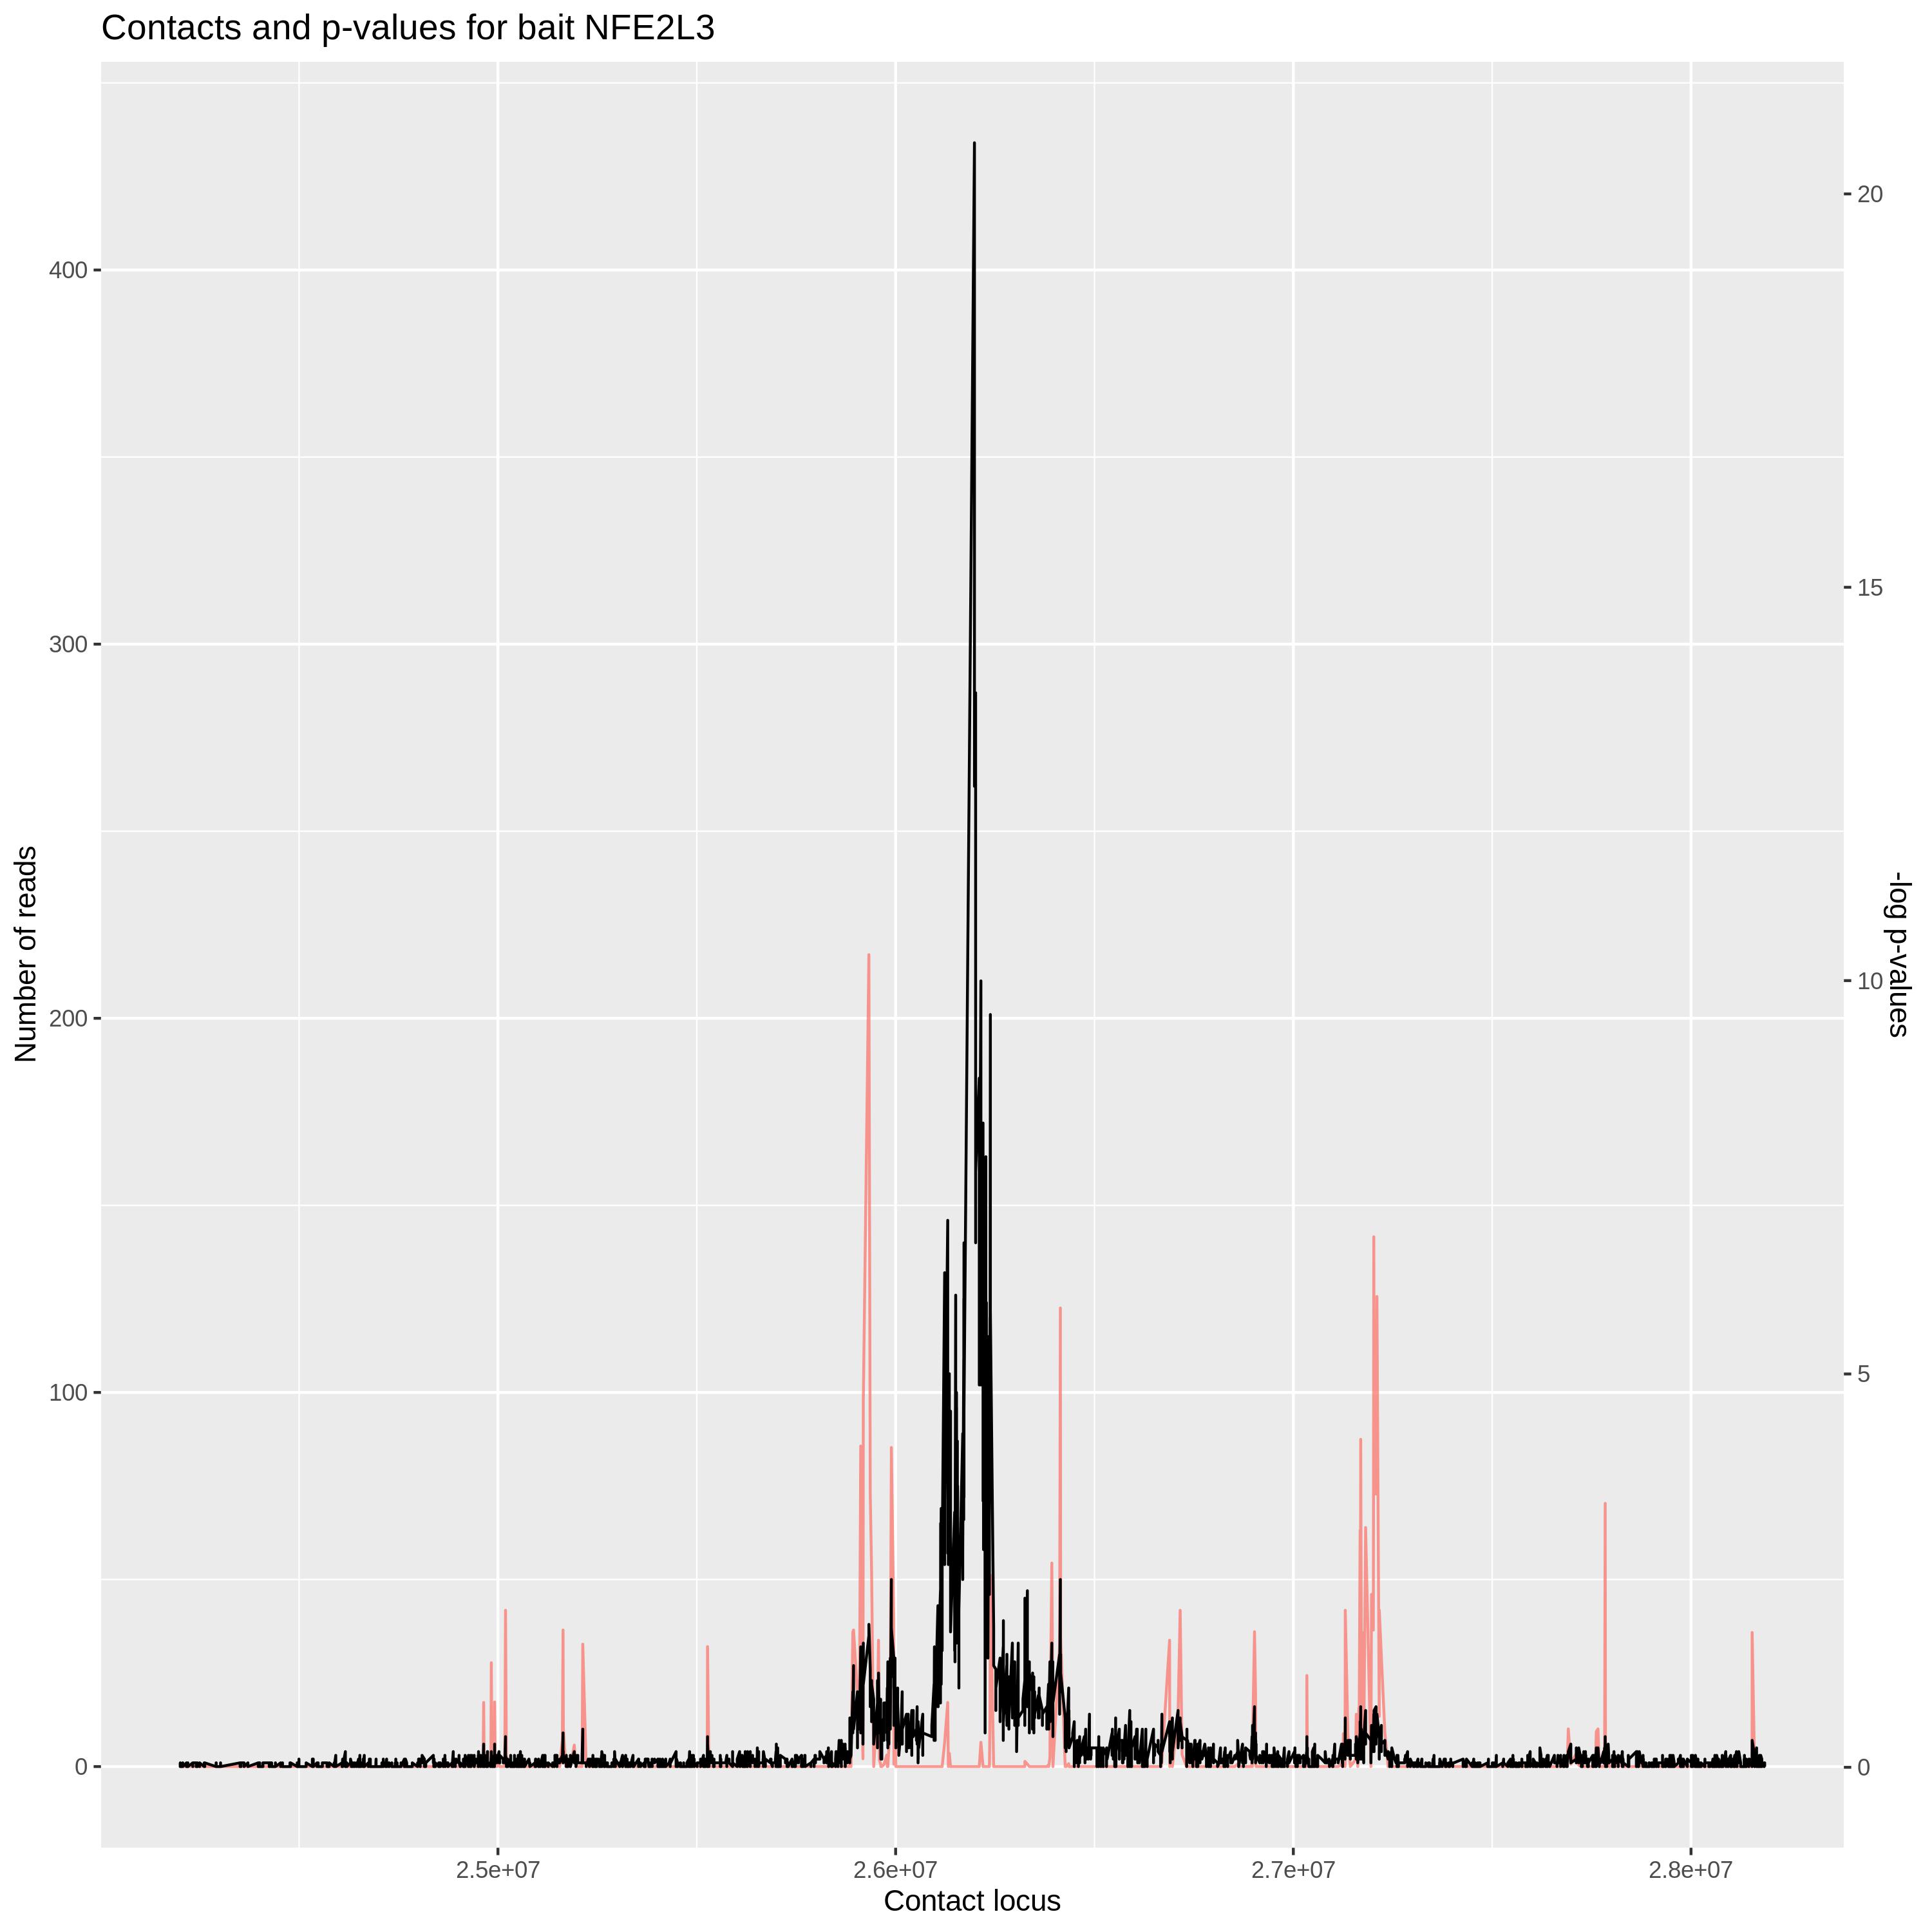 Contacts and p-values for bait NFE2L3
Number of reads
400
300
200
100
0
20
15
10
5
0
-log p-values
2.5e+07
2.6e+07
2.7e+07
2.8e+07
Contact locus